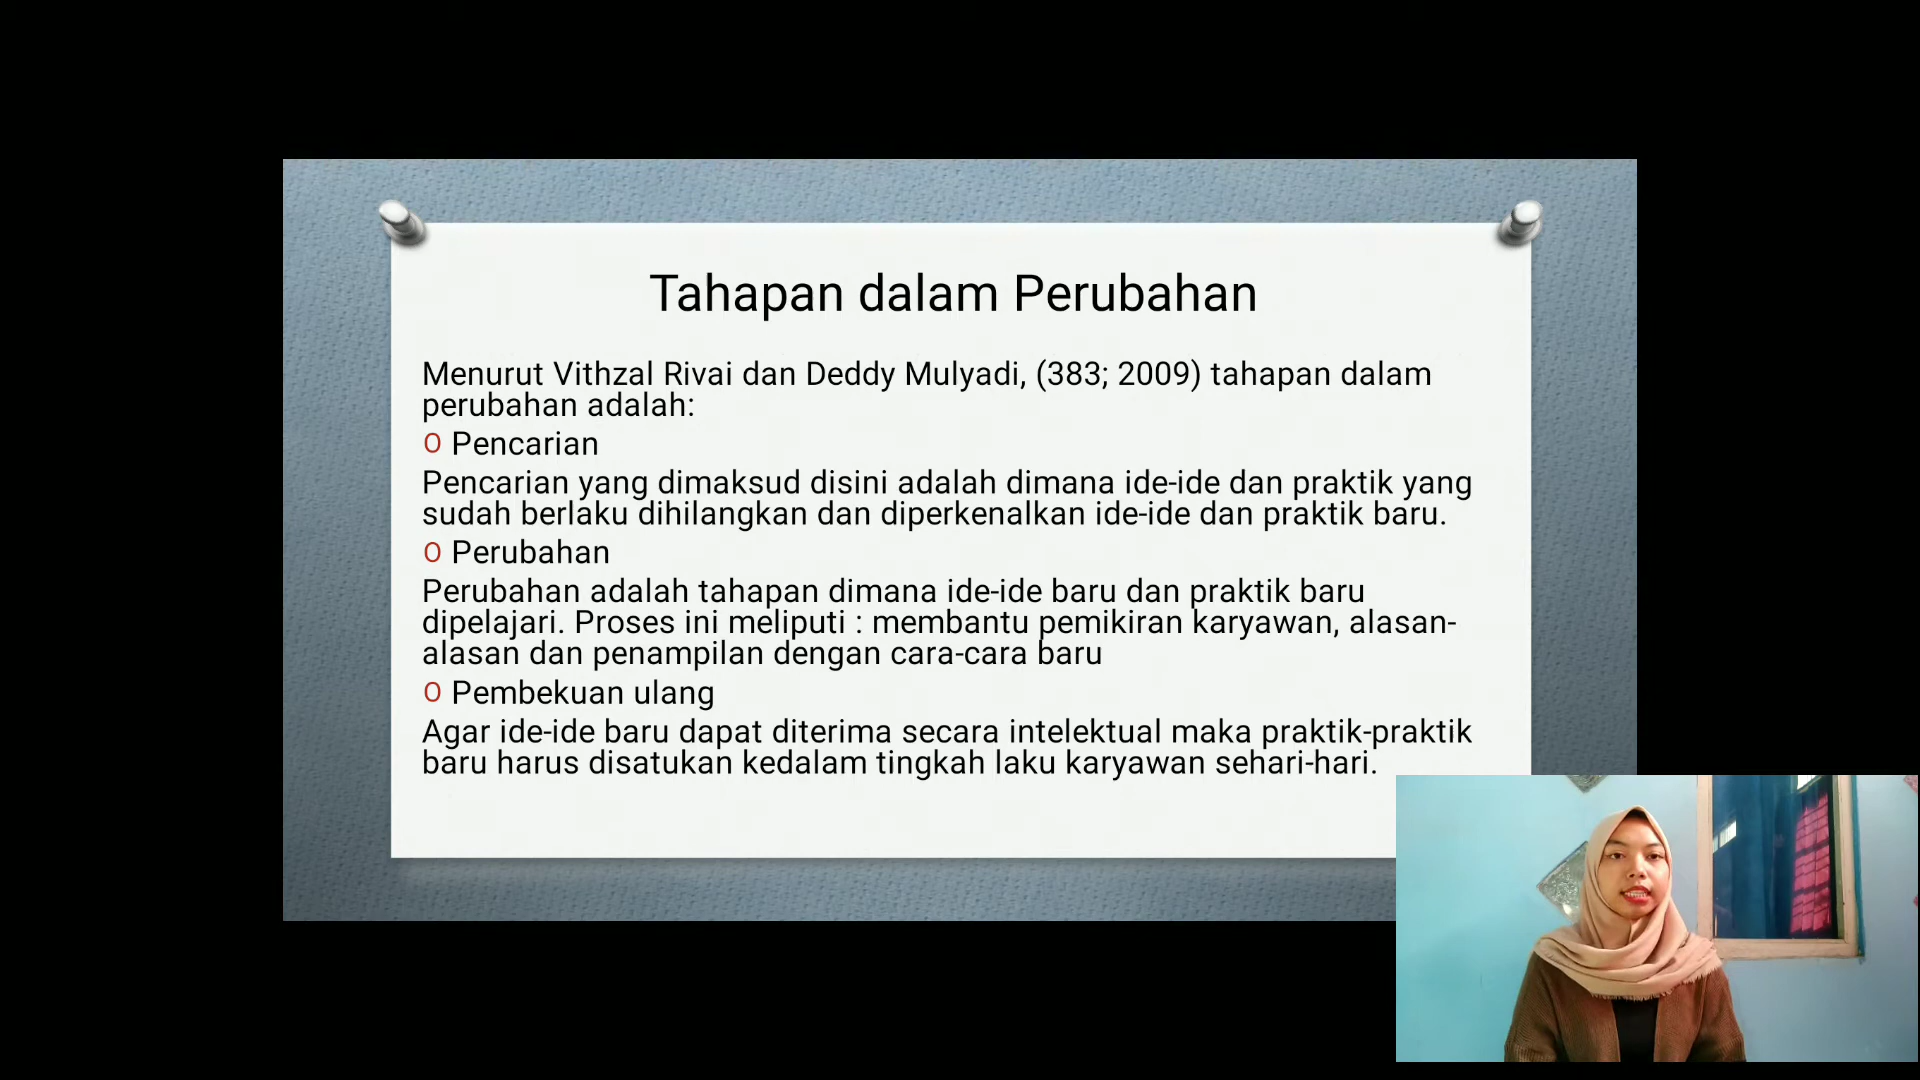 Tahapan dalam Perubahan
Menurut Vithzal Rivai dan Deddy Mulyadi, (383; 2009) tahapan dalam
perubahan adalah:
O Pencarian
Pencarian yang dimaksud disini adalah dimana ide-ide dan praktik yang
sudah berlaku dihilangkan dan diperkenalkan ide-ide dan praktik baru.
O Perubahan
Perubahan adalah tahapan dimana ide-ide baru dan praktik baru
dipelajari. Proses ini meliputi : membantu pemikiran karyawan, alasan-
alasan dan penampilan dengan cara-cara baru
O Pembekuan ulang
Agar ide-ide baru dapat diterima secara intelektual maka praktik-praktik
baru harus disatukan kedalam tingkah laku karyawan sehari-hari.